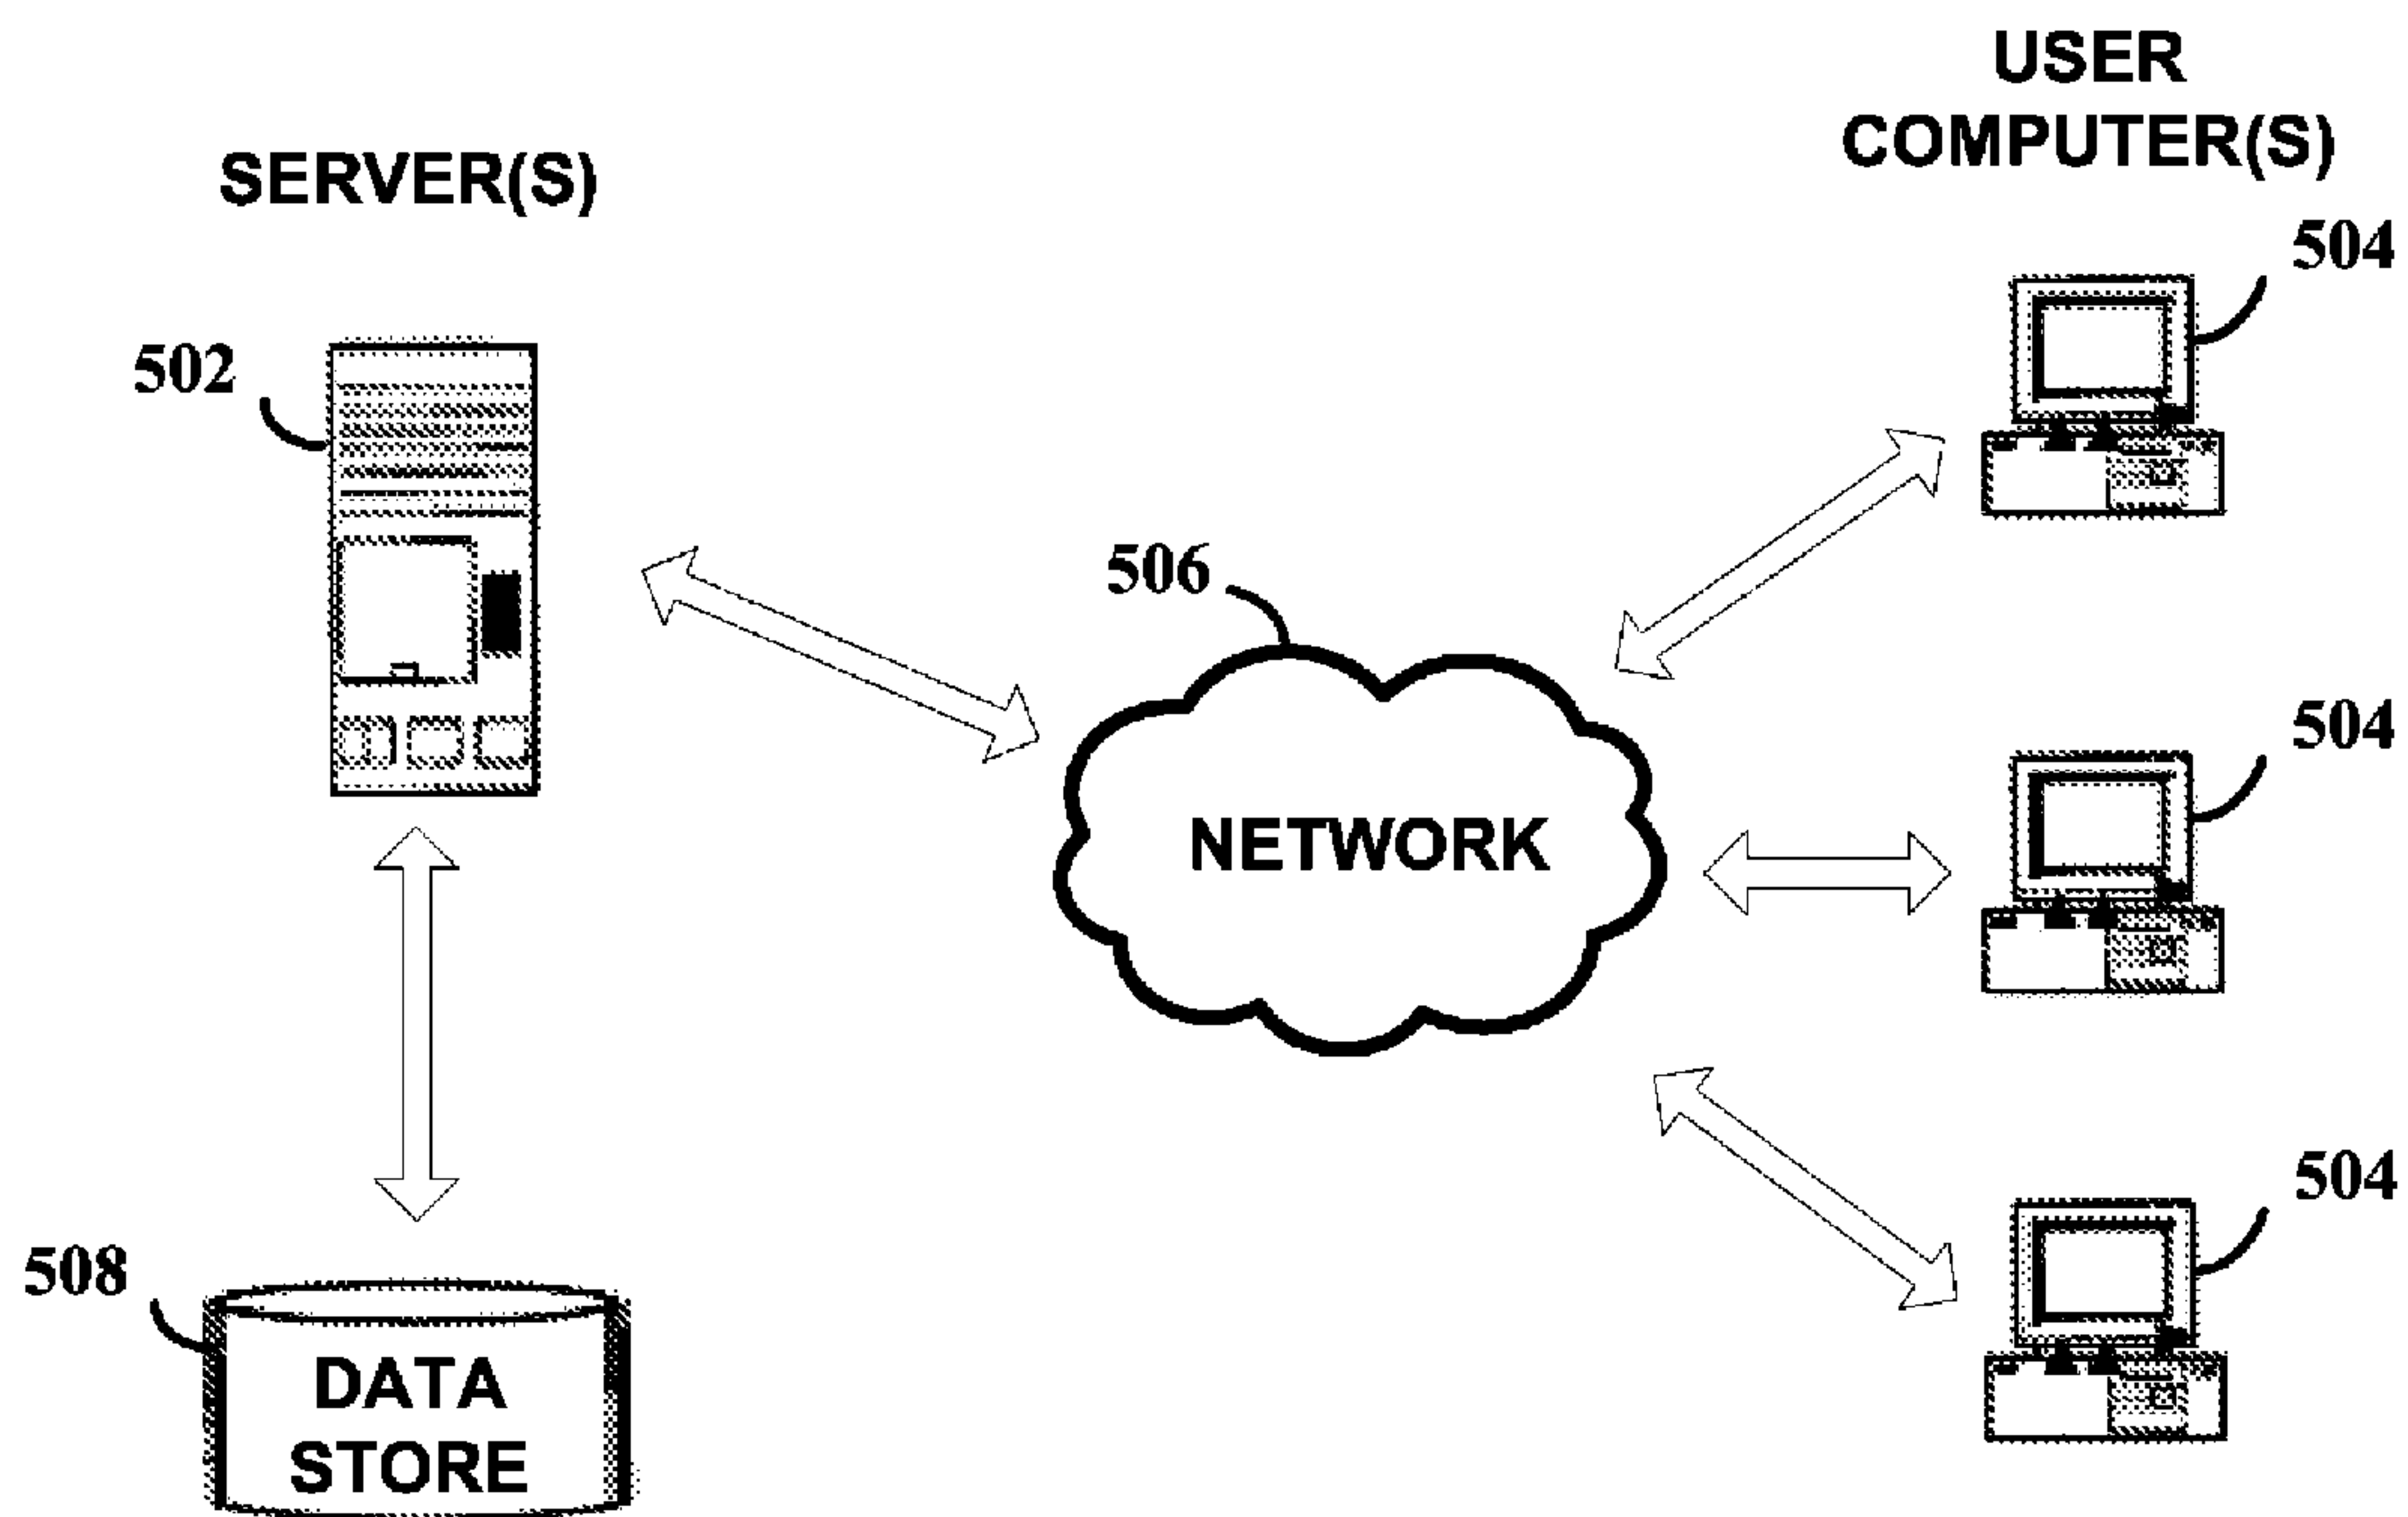 USER
COMPUTER(S)
SERVER(S)
504
502
506
504
NETWORK
504
508
DATA
STORE